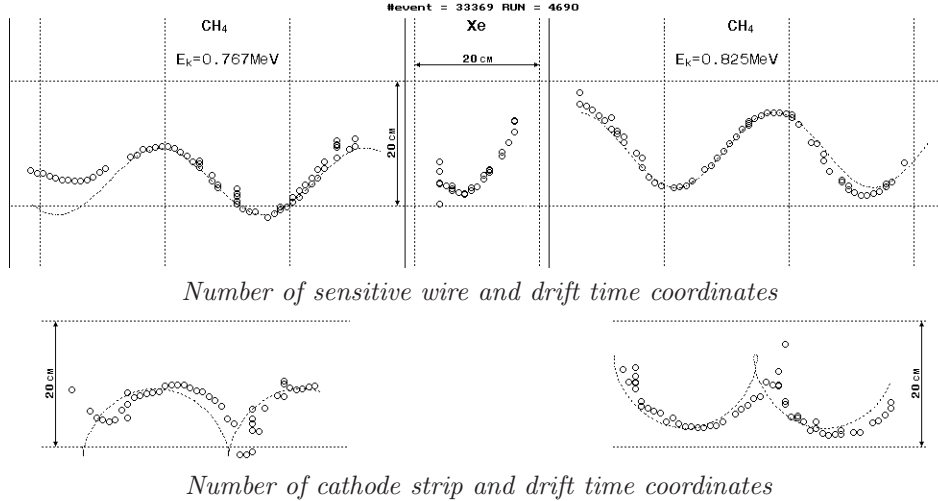 #event = 33369 RUN = 4690
CH₄ Xe CH₄
Eₖ=0.767MeV 20 CM Eₖ=0.825MeV
20 CM
Number of sensitive wire and drift time coordinates
20 CM 20 CM
Number of cathode strip and drift time coordinates